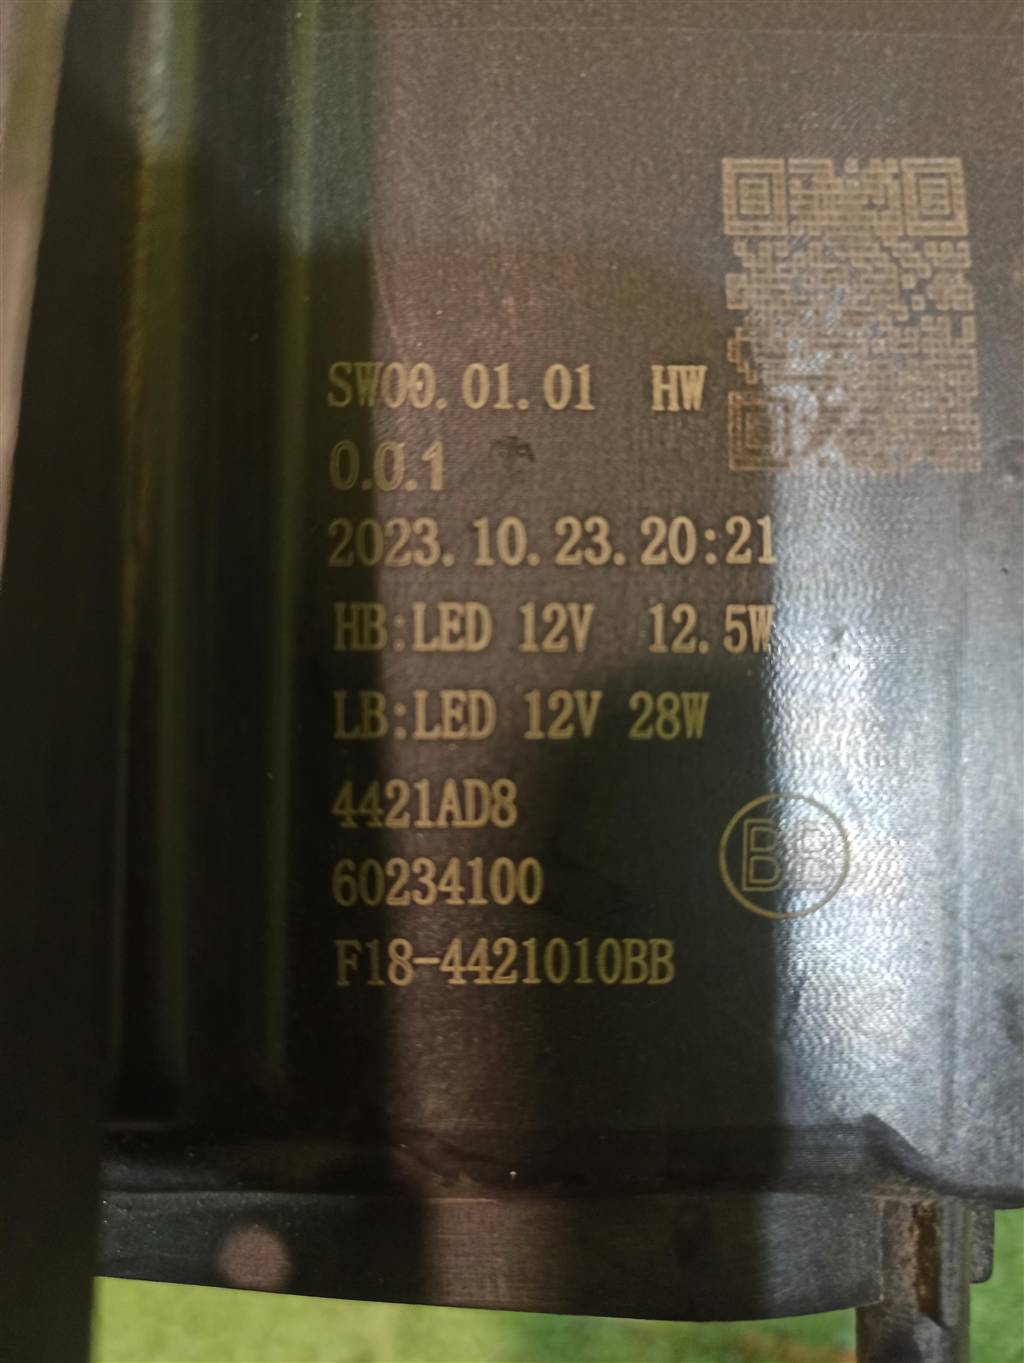 SW00.01.01 HW
0.0.1
2023.10.23.20:21
HB:LED 12V 12.5W
LB:LED 12V 28W
4421AD8
60234100
BB
F18-4421010BB